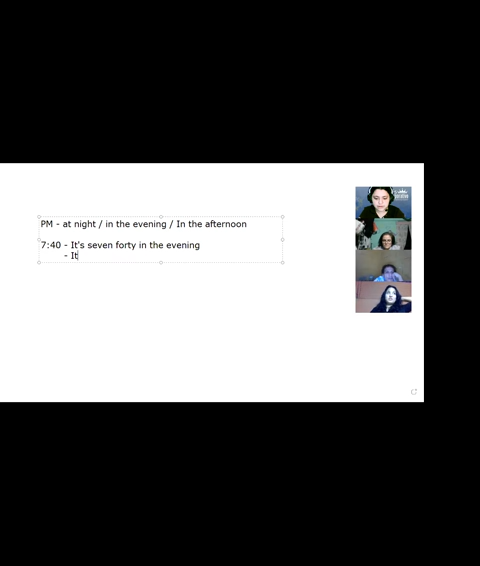 PM - at night / in the evening / In the afternoon
7:40 - It's seven forty in the evening
- It